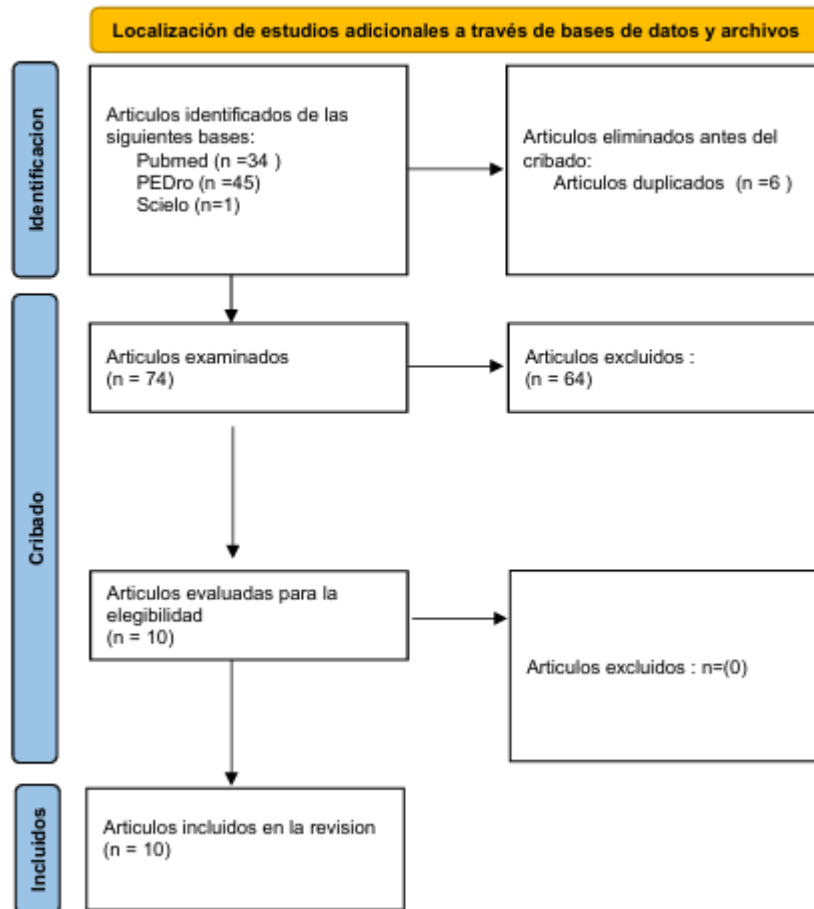 Localización de estudios adicionales a través de bases de datos y archivos
Identificacion
Articulos identificados de las
siguientes bases:
Pubmed (n =34 )
PEDro (n =45)
Scielo (n=1)
Articulos eliminados antes del
cribado:
Articulos duplicados (n =6 )
Cribado
Articulos examinados
(n = 74)
Articulos excluidos :
(n = 64)
Articulos evaluadas para la
elegibilidad
(n = 10)
Articulos excluidos : n=(0)
Incluidos
Articulos incluidos en la revision
(n = 10)